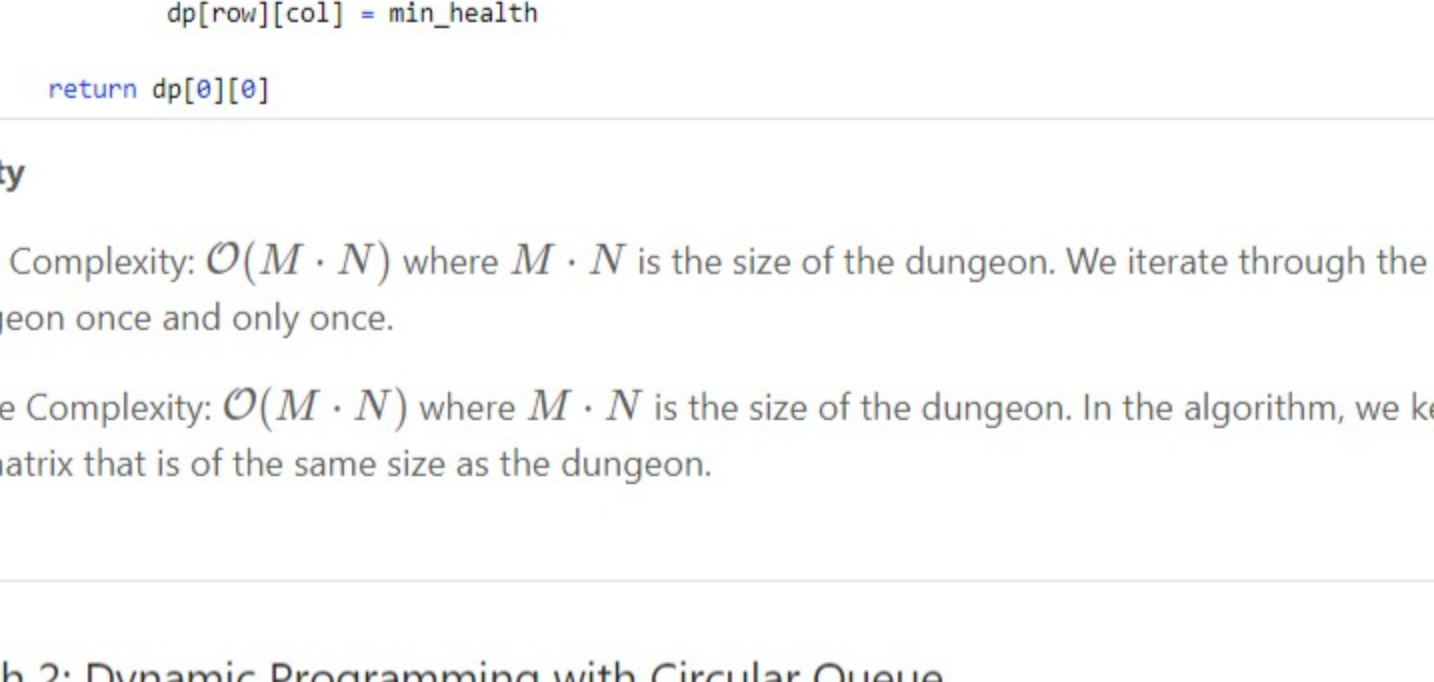 dp[row][col] = min_health
return dp[0][0]
ty
Complexity: O(M · N) where M · N is the size of the dungeon. We iterate through the
geon once and only once.
e Complexity: O(M · N) where M · N is the size of the dungeon. In the algorithm, we ke
natrix that is of the same size as the dungeon.
h 2: Dynamic Programming with Circular Queue